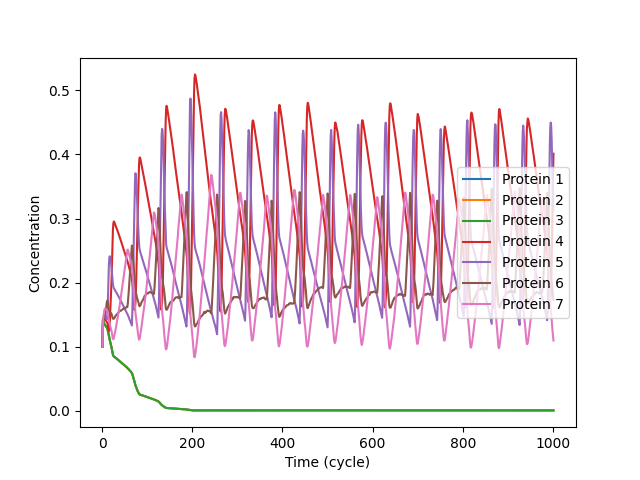 0.5
0.4
0.3
0.2
0.1
0.0
Concentration
Protein 1
Protein 2
Protein 3
Protein 4
Protein 5
Protein 6
Protein 7
0 200 400 600 800 1000
Time (cycle)